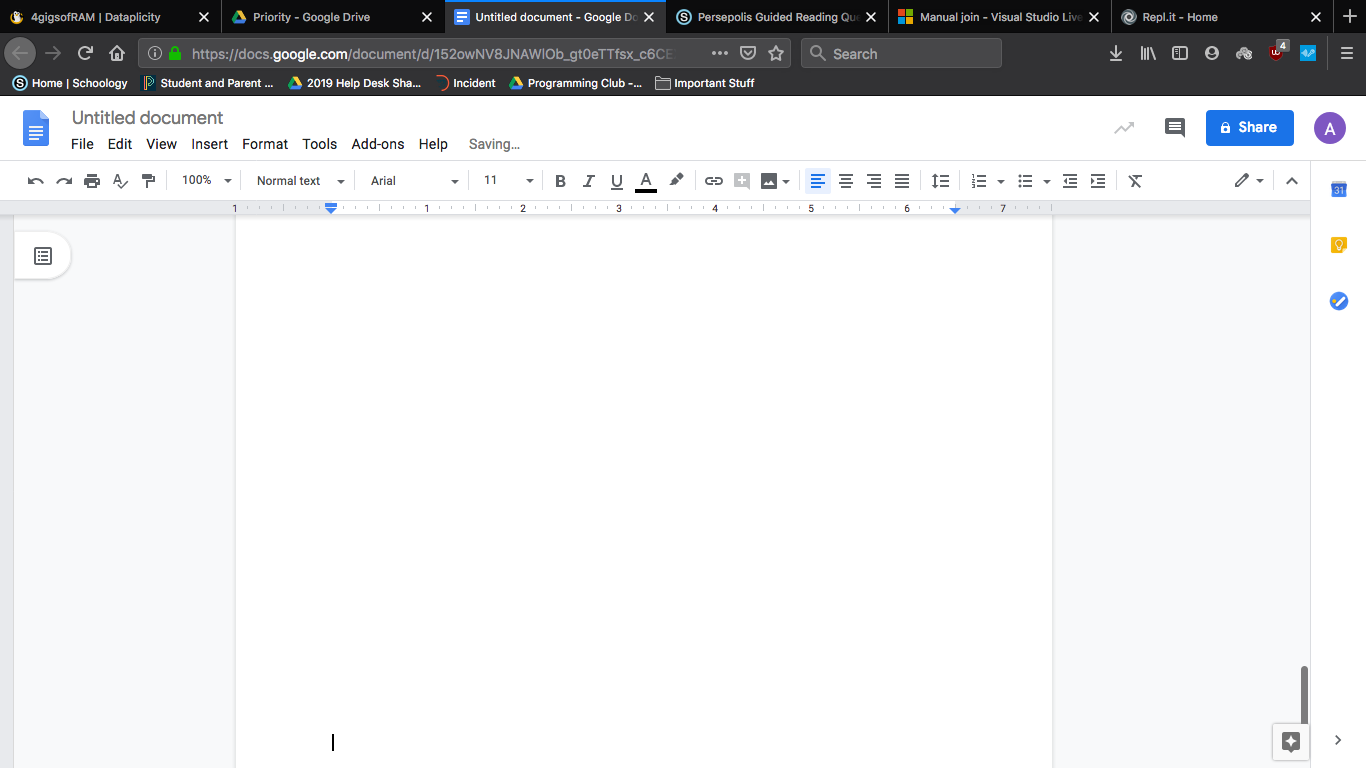 4gigsofRAM | Dataplicity
Priority - Google Drive
Untitled document - Google Do
Persepolis Guided Reading Que
Manual join - Visual Studio Live
Repl.it - Home
https://docs.google.com/document/d/152owNV8JNAWlOb_gt0eTTfsx_c6CE
Search
4
Home | Schoology
Student and Parent ...
2019 Help Desk Sha...
Incident
Programming Club -...
Important Stuff
Untitled document
File Edit View Insert Format Tools Add-ons Help Saving...
Share
A
100% Normal text Arial 11 B I U A
31
1 1 2 3 4 5 6 7